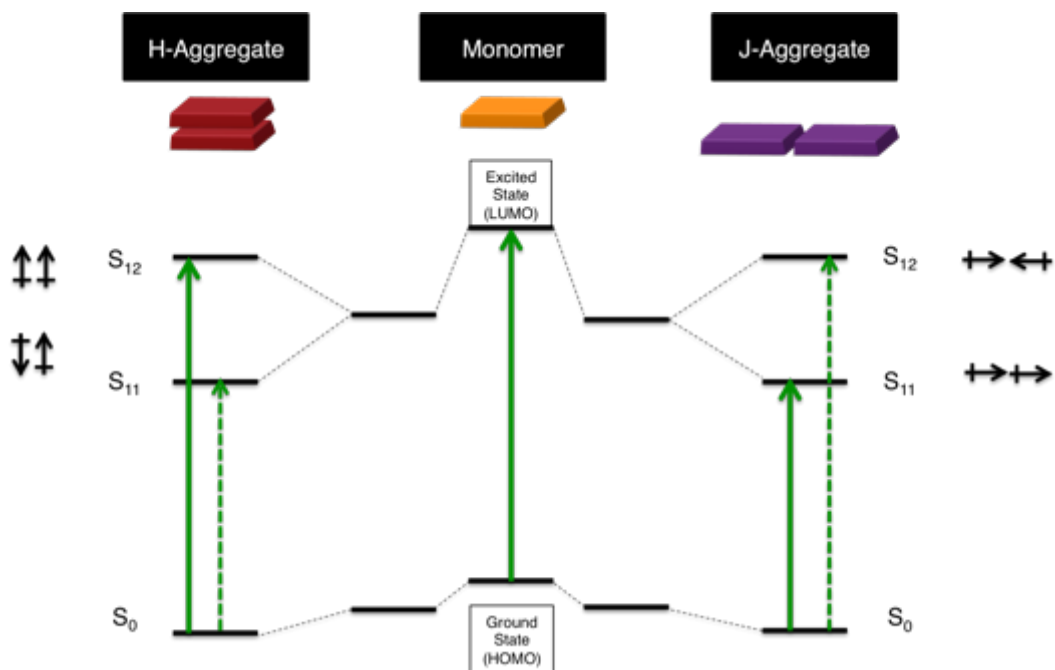 H-Aggregate
Monomer
J-Aggregate
Excited
State
(LUMO)
S₁₂
S₁₂
S₁₁
S₁₁
S₀
S₀
Ground
State
(HOMO)